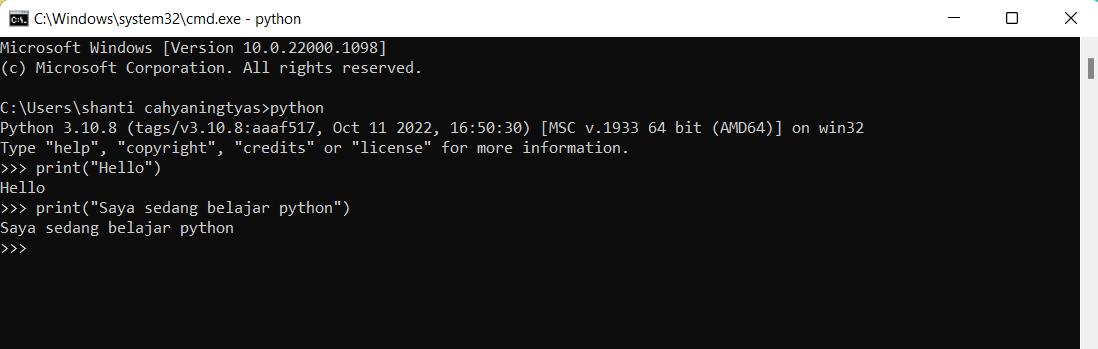 C:\Windows\system32\cmd.exe - python
Microsoft Windows [Version 10.0.22000.1098]
(c) Microsoft Corporation. All rights reserved.
C:\Users\shanti cahyaningtyas>python
Python 3.10.8 (tags/v3.10.8:aaaf517, Oct 11 2022, 16:50:30) [MSC v.1933 64 bit (AMD64)] on win32
Type "help", "copyright", "credits" or "license" for more information.
>>> print("Hello")
Hello
>>> print("Saya sedang belajar python")
Saya sedang belajar python
>>>